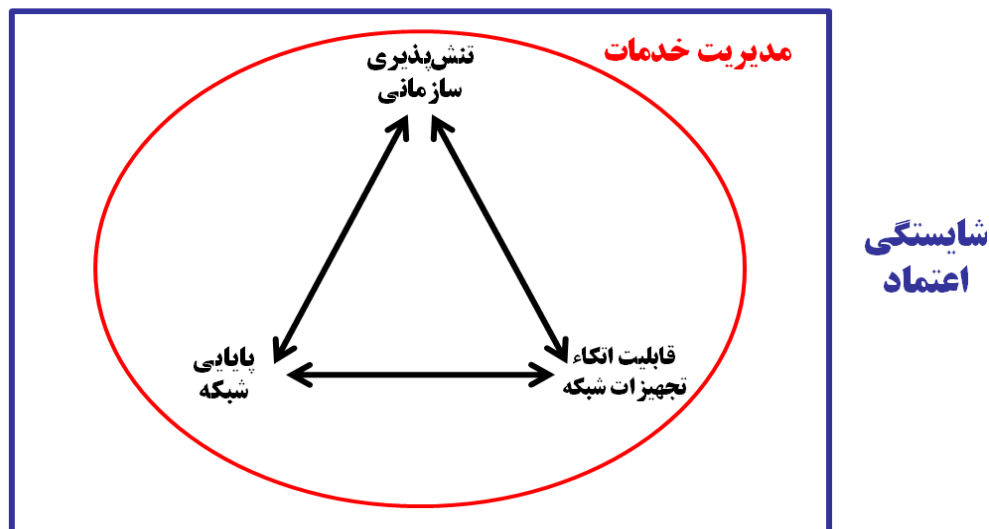 مدیریت خدمات
تنش‌پذیری
سازمانی
شایستگی
اعتماد
قابلیت اتکاء
تجهیزات شبکه
پایایی
شبکه